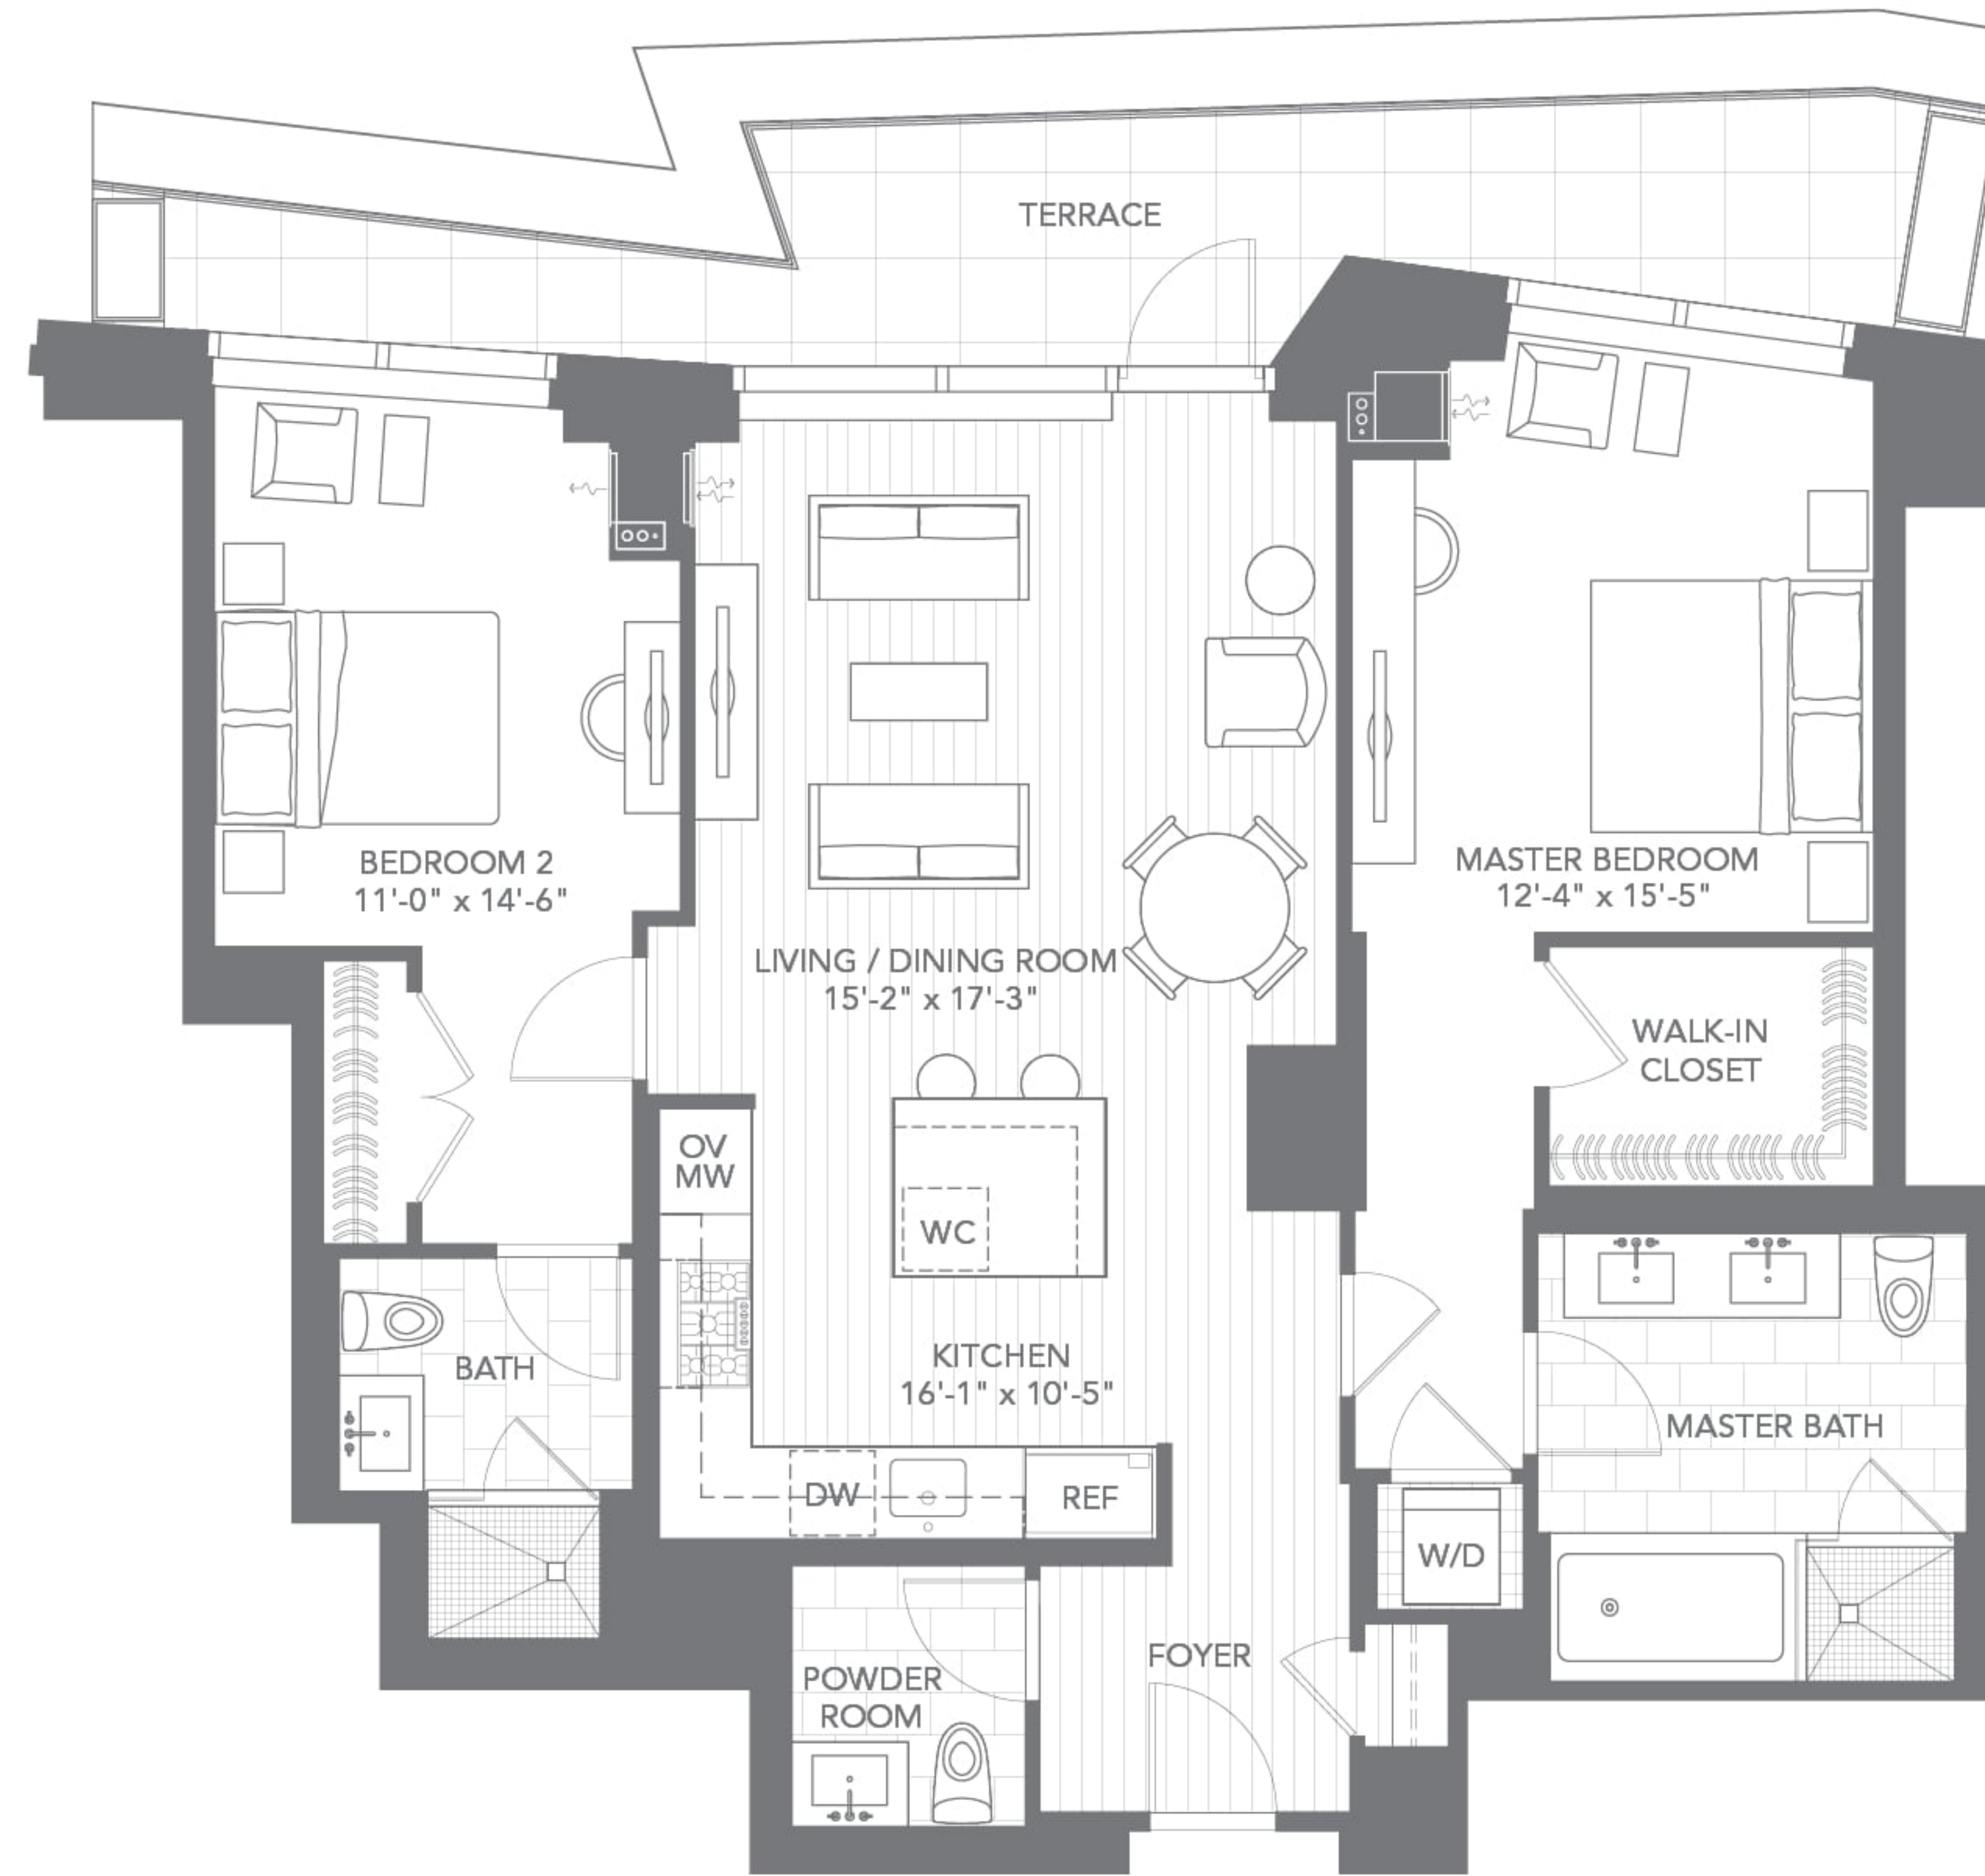 TERRACE
BEDROOM 2
11'-0" x 14'-6"
MASTER BEDROOM
12'-4" x 15'-5"
LIVING / DINING ROOM
15'-2" x 17'-3"
WALK-IN
CLOSET
OV
MW
WC
KITCHEN
16'-1" x 10'-5"
BATH
MASTER BATH
DW
REF
W/D
FOYER
POWDER
ROOM